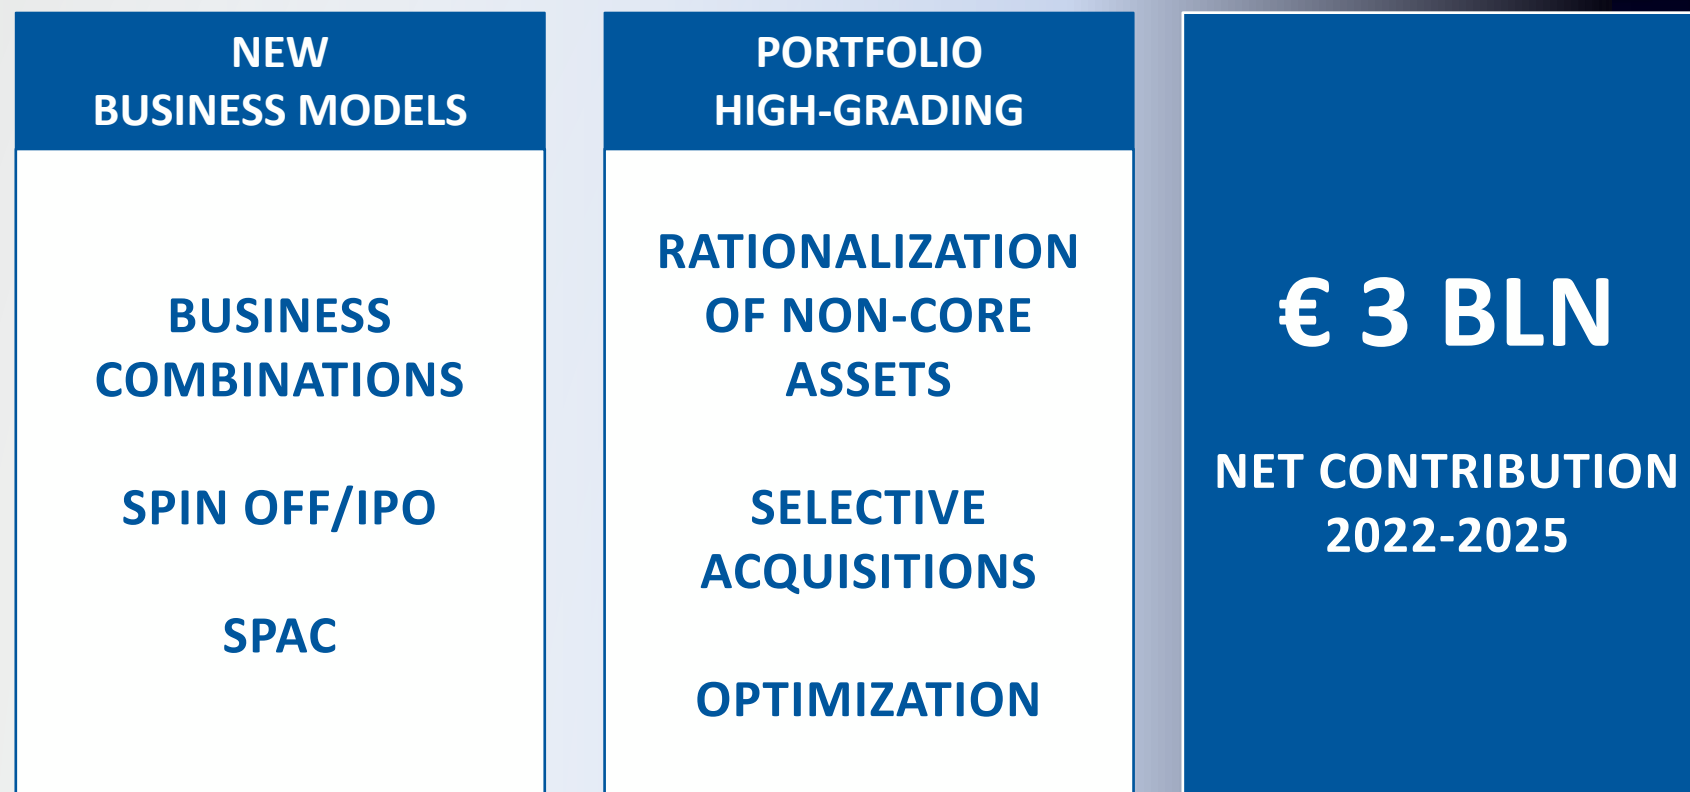 NEW
BUSINESS MODELS
BUSINESS
COMBINATIONS
SPIN OFF/IPO
SPAC
PORTFOLIO
HIGH-GRADING
RATIONALIZATION
OF NON-CORE
ASSETS
SELECTIVE
ACQUISITIONS
OPTIMIZATION
€ 3 BLN
NET CONTRIBUTION
2022-2025